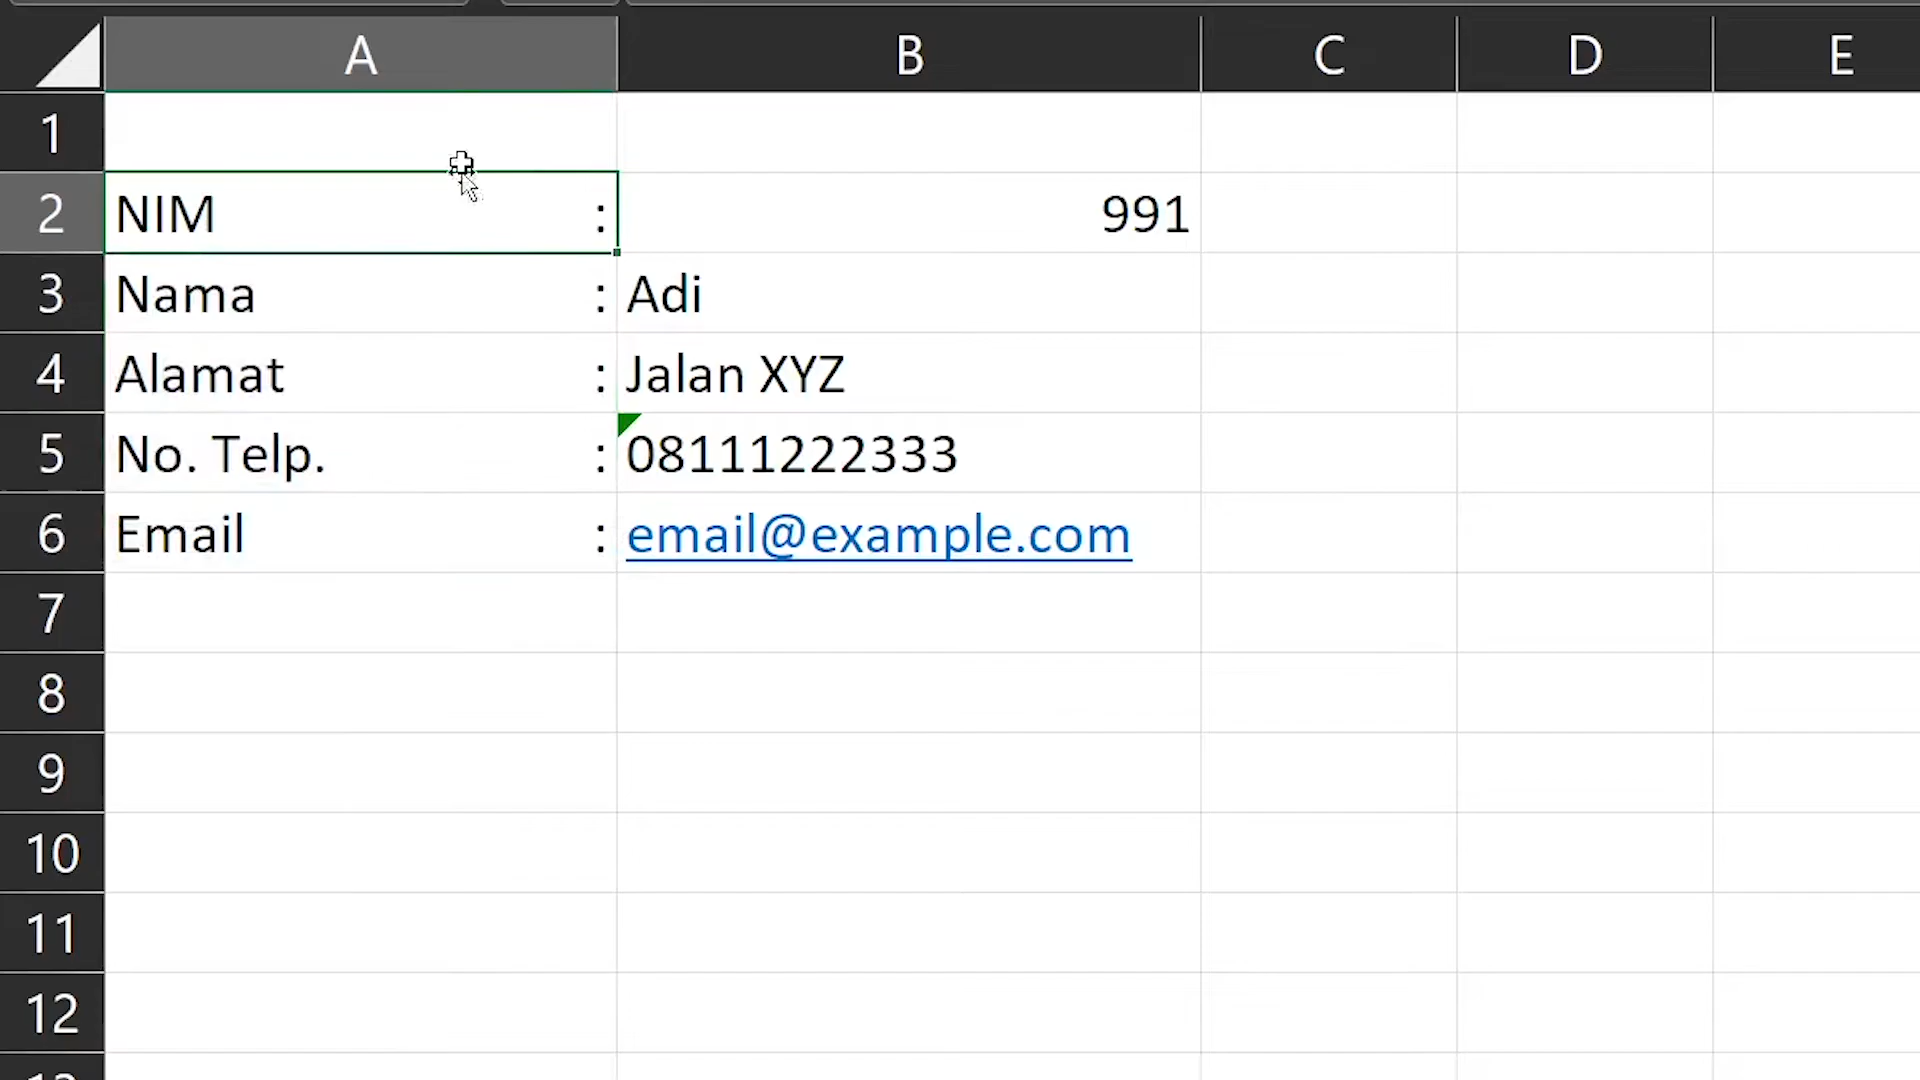 A B C D E
1
2 NIM : 991
3 Nama : Adi
4 Alamat : Jalan XYZ
5 No. Telp. : 08111222333
6 Email : email@example.com
7
8
9
10
11
12